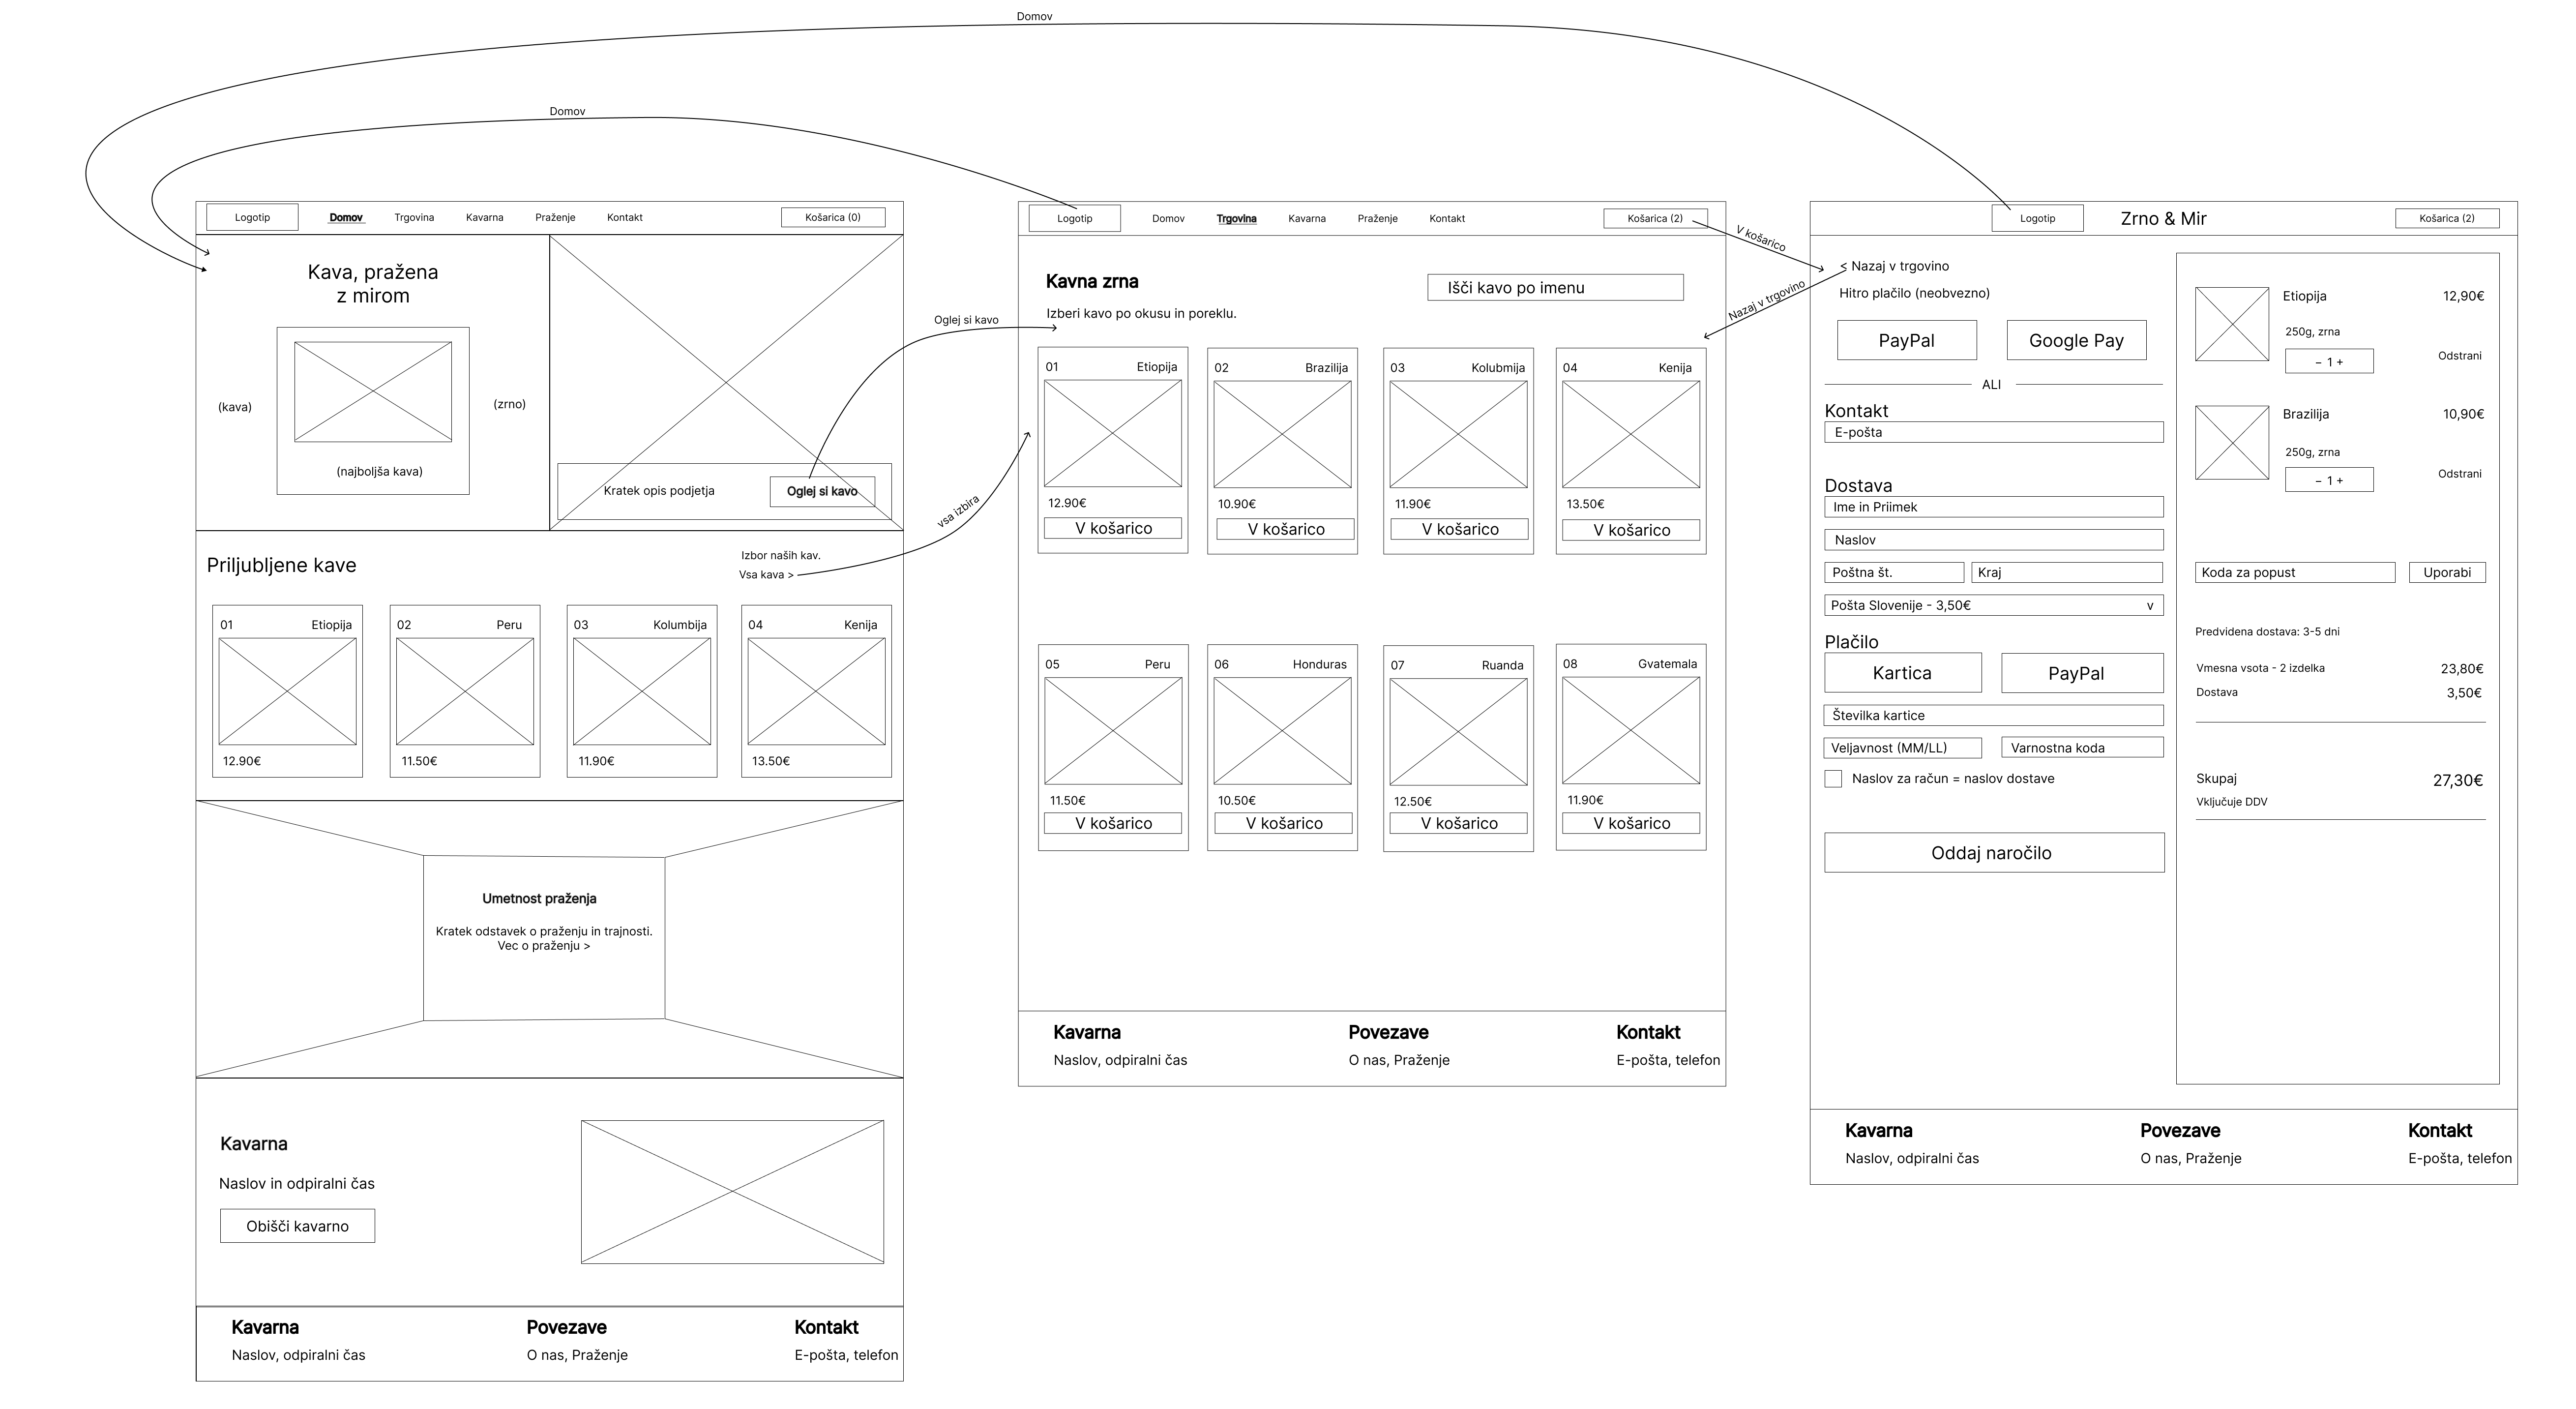 Domov
Domov
Logotip
Domov
Trgovina
Kavarna
Praženje
Kontakt
Košarica (0)
Kava, pražena
z mirom
(kava)
(zrno)
(najboljša kava)
Kratek opis podjetja
Oglej si kavo
Priljubljene kave
Izbor naših kav.
Vsa kava >
01
Etiopija
12.90€
02
Peru
11.50€
03
Kolumbija
11.90€
04
Kenija
13.50€
Umetnost praženja
Kratek odstavek o praženju in trajnosti.
Vec o praženju >
Kavarna
Naslov in odpiralni čas
Obišči kavarno
Kavarna
Naslov, odpiralni čas
Povezave
O nas, Praženje
Kontakt
E-pošta, telefon
Oglej si kavo
vsa izbira
Logotip
Domov
Trgovina
Kavarna
Praženje
Kontakt
Košarica (2)
Kavna zrna
Išči kavo po imenu
Izberi kavo po okusu in poreklu.
01
Etiopija
12.90€
V košarico
02
Brazilija
10.90€
V košarico
03
Kolubmija
11.90€
V košarico
04
Kenija
13.50€
V košarico
05
Peru
11.50€
V košarico
06
Honduras
10.50€
V košarico
07
Ruanda
12.50€
V košarico
08
Gvatemala
11.90€
V košarico
Kavarna
Naslov, odpiralni čas
Povezave
O nas, Praženje
Kontakt
E-pošta, telefon
V košarico
Nazaj v trgovino
Logotip
Zrno & Mir
Košarica (2)
< Nazaj v trgovino
Hitro plačilo (neobvezno)
PayPal
Google Pay
ALI
Kontakt
E-pošta
Dostava
Ime in Priimek
Naslov
Poštna št.
Kraj
Pošta Slovenije - 3,50€
v
Plačilo
Kartica
PayPal
Številka kartice
Veljavnost (MM/LL)
Varnostna koda
Naslov za račun = naslov dostave
Oddaj naročilo
Etiopija
12,90€
250g, zrna
− 1 +
Odstrani
Brazilija
10,90€
250g, zrna
− 1 +
Odstrani
Koda za popust
Uporabi
Predvidena dostava: 3-5 dni
Vmesna vsota - 2 izdelka
23,80€
Dostava
3,50€
Skupaj
27,30€
Vključuje DDV
Kavarna
Naslov, odpiralni čas
Povezave
O nas, Praženje
Kontakt
E-pošta, telefon